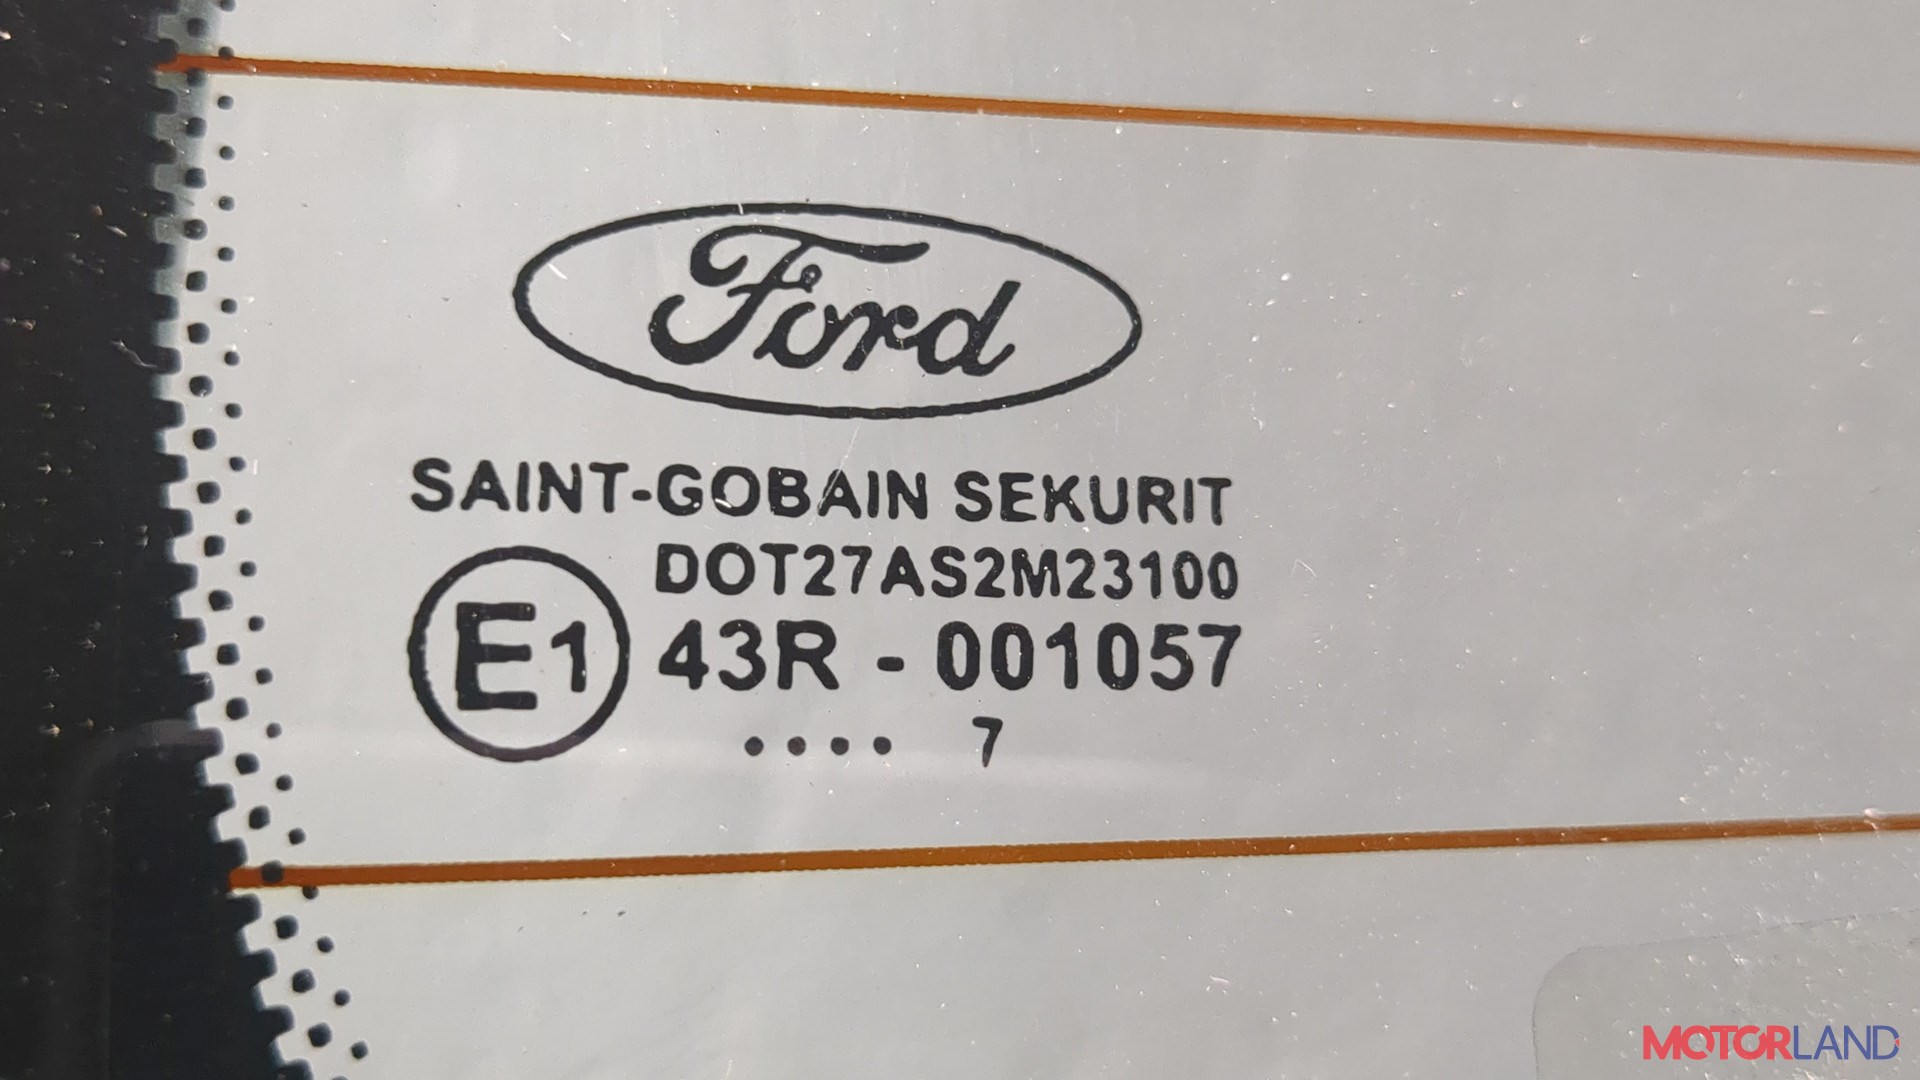 Ford
SAINT-GOBAIN SEKURIT
DOT27AS2M23100
E1 43R - 001057
.... 7
MOTORLAND